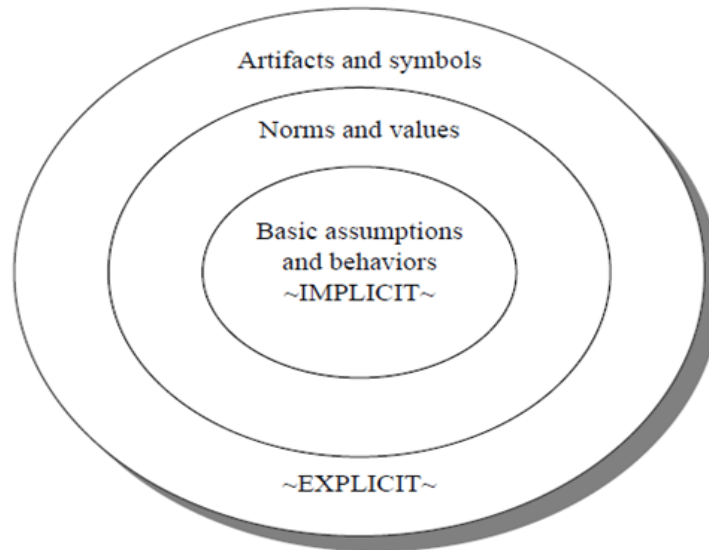 Artifacts and symbols
Norms and values
Basic assumptions
and behaviors
~IMPLICIT~
~EXPLICIT~